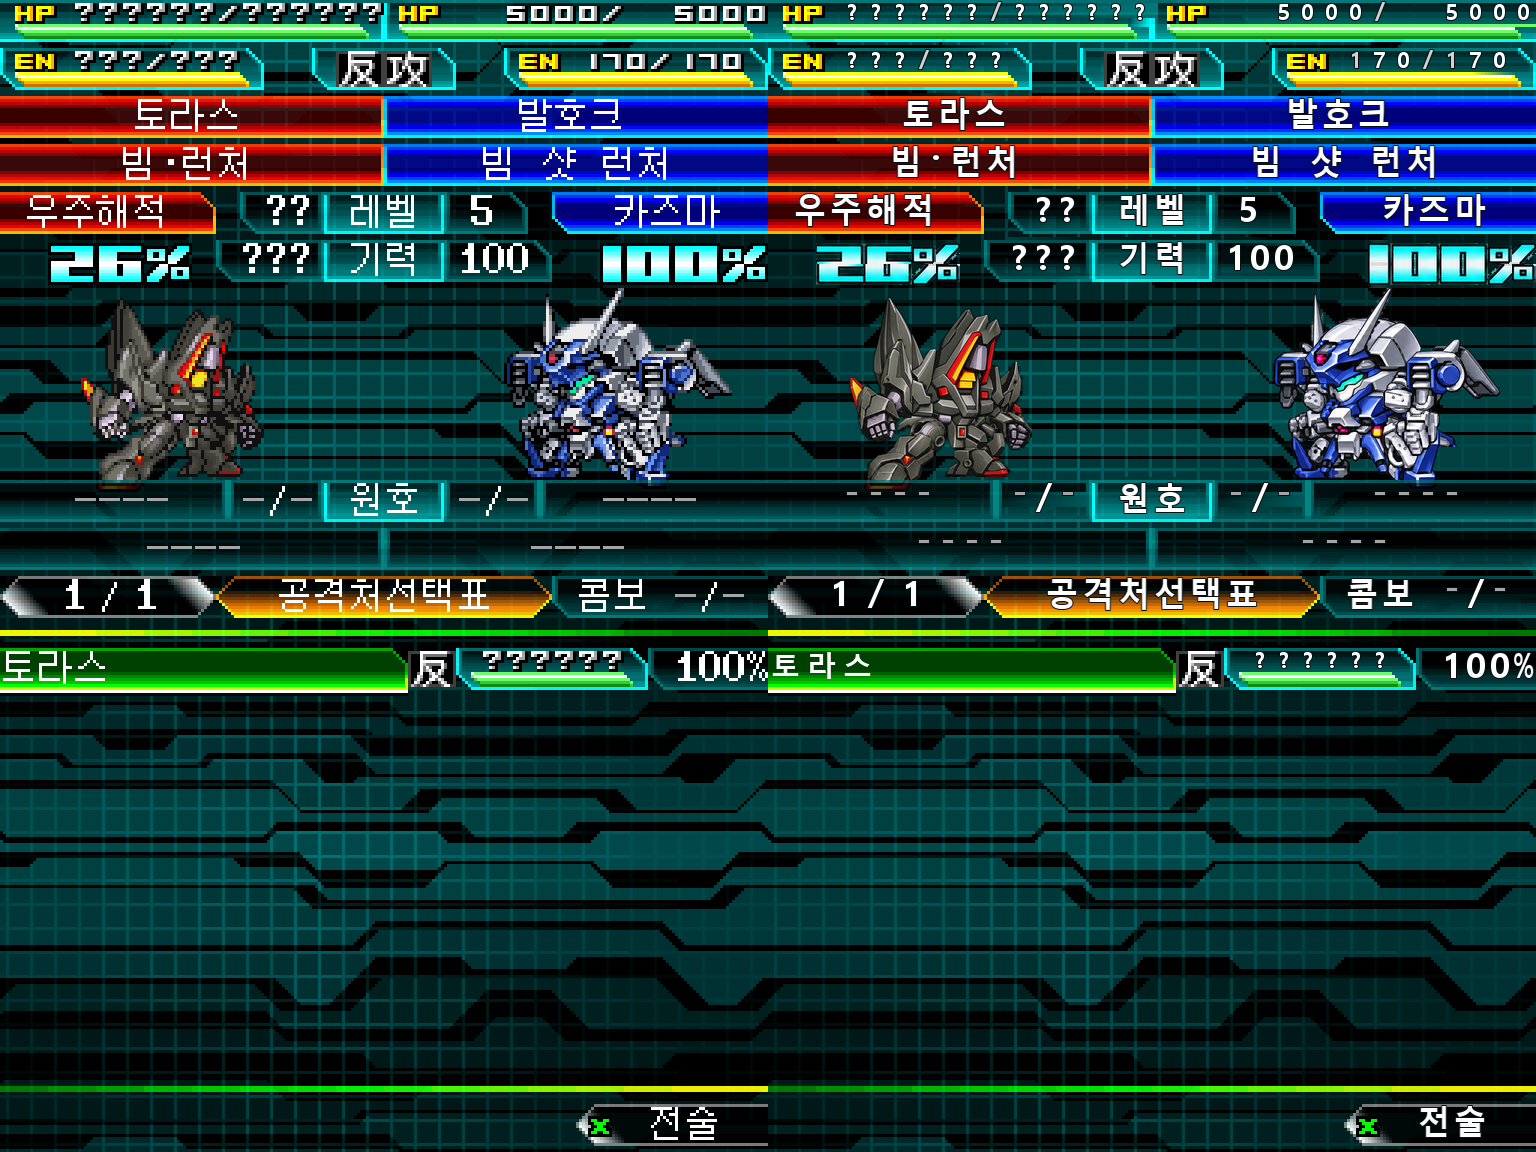 HP ??????/?????? HP 5000/ 5000
EN ???/??? 反 攻 EN 170/170
토라스 발호크
빔·런처 빔 샷 런처
우주해적 ?? 레벨 5 카즈마
26% ??? 기력 100 100%
---- -/- 원호 -/- ----
---- ----
1/1 공격처선택표 콤보 -/-
토라스 反 ?????? 100%
x 전술
HP ??????/?????? HP 5000/ 5000
EN ???/??? 反 攻 EN 170/170
토라스 발호크
빔·런처 빔 샷 런처
우주해적 ?? 레벨 5 카즈마
26% ??? 기력 100 100%
---- -/- 원호 -/- ----
---- ----
1/1 공격처선택표 콤보 -/-
토라스 反 ?????? 100%
x 전술